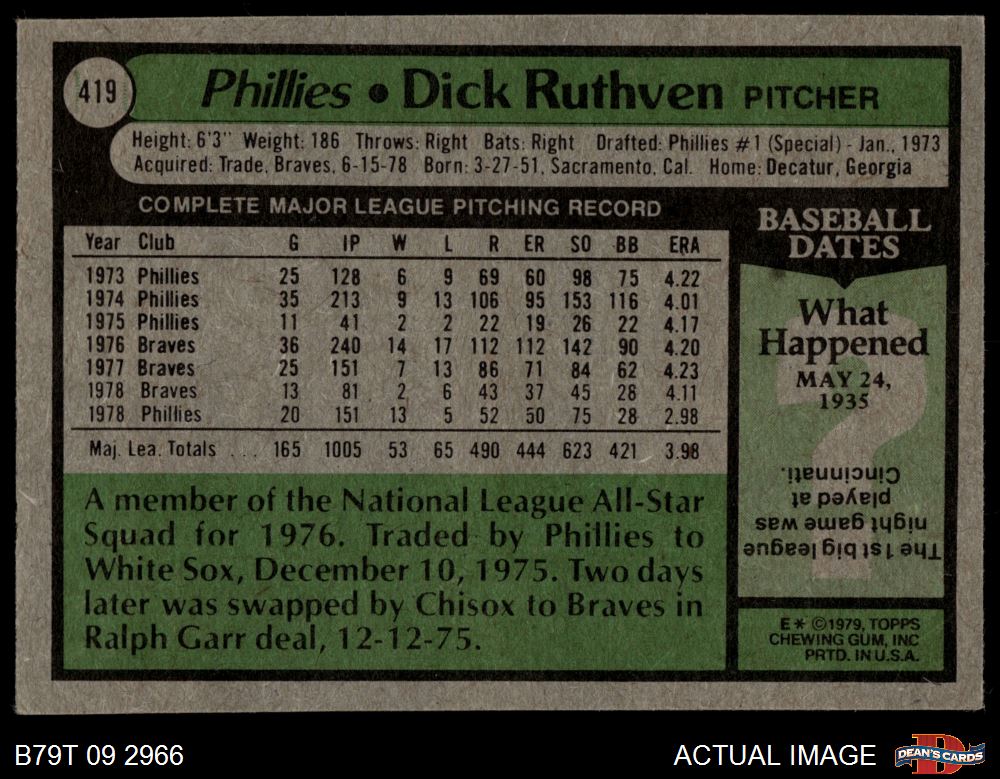 419
Phillies • Dick Ruthven PITCHER
Height: 6'3" Weight: 186 Throws: Right Bats: Right Drafted: Phillies #1 (Special) - Jan., 1973
Acquired: Trade, Braves, 6-15-78 Born: 3-27-51, Sacramento, Cal. Home: Decatur, Georgia
COMPLETE MAJOR LEAGUE PITCHING RECORD
Year Club G IP W L R ER SO BB ERA
1973 Phillies 25 128 6 9 69 60 98 75 4.22
1974 Phillies 35 213 9 13 106 95 153 116 4.01
1975 Phillies 11 41 2 2 22 19 26 22 4.17
1976 Braves 36 240 14 17 112 112 142 90 4.20
1977 Braves 25 151 7 13 86 71 84 62 4.23
1978 Braves 13 81 2 6 43 37 45 28 4.11
1978 Phillies 20 151 13 5 52 50 75 28 2.98
Maj. Lea. Totals ... 165 1005 53 65 490 444 623 421 3.98
A member of the National League All-Star
Squad for 1976. Traded by Phillies to
White Sox, December 10, 1975. Two days
later was swapped by Chisox to Braves in
Ralph Garr deal, 12-12-75.
BASEBALL
DATES
What
Happened
MAY 24,
1935
The 1st big league
night game was
played at
Cincinnati.
E* ©1979, TOPPS
CHEWING GUM, INC
PRTD. IN U.S.A.
B79T 09 2966
ACTUAL IMAGE
D
DEAN'S CARDS